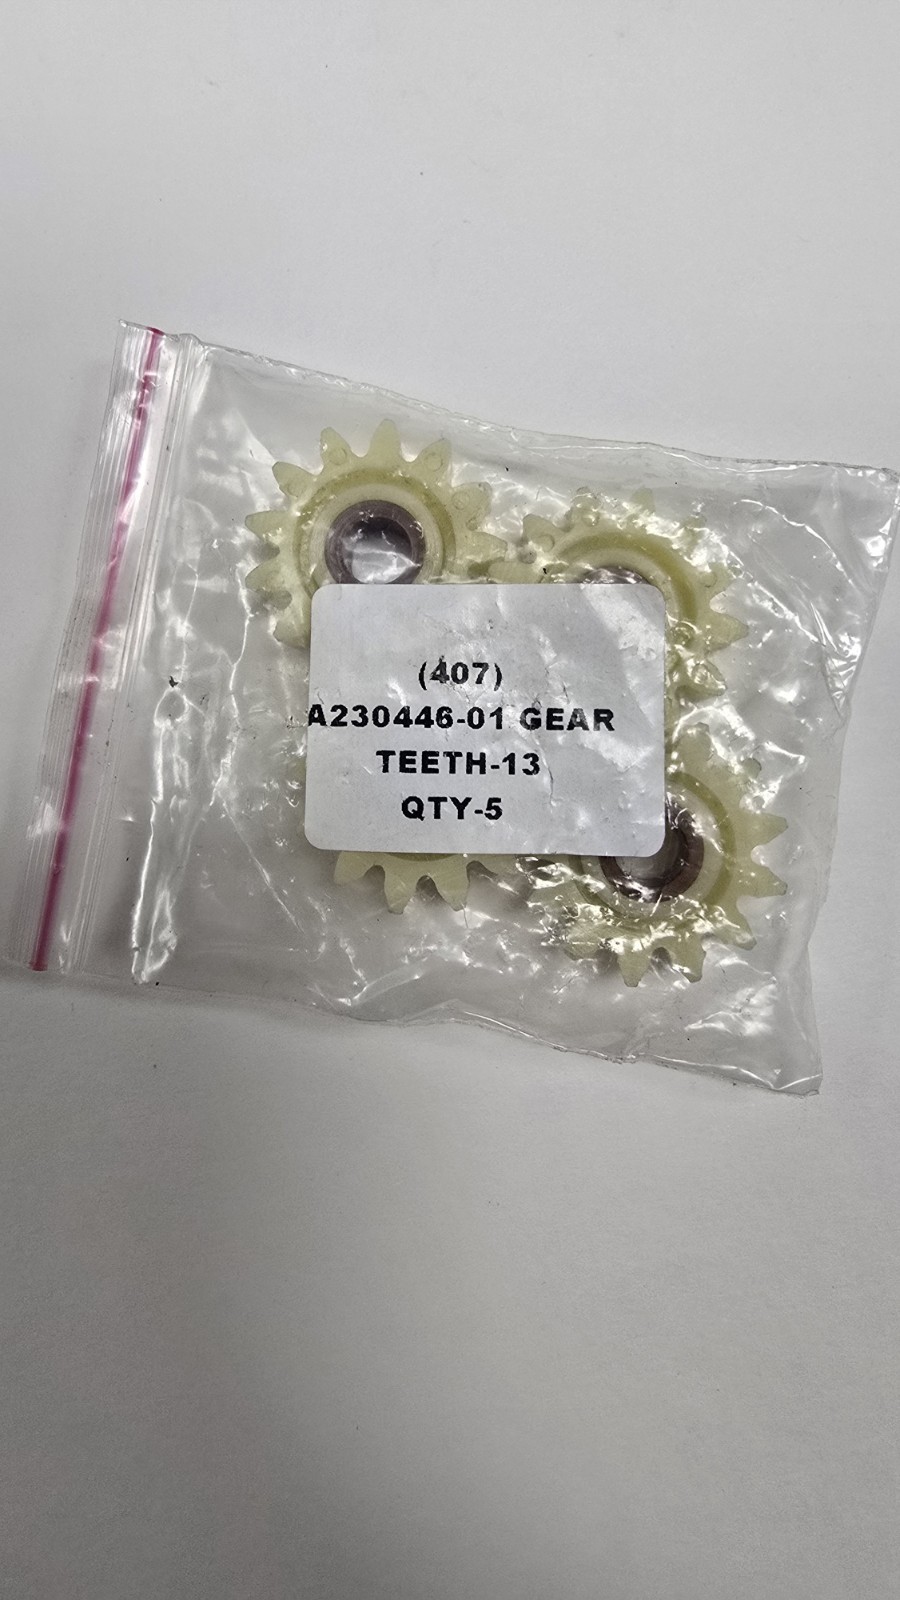 (407)
A230446-01 GEAR
TEETH-13
QTY-5